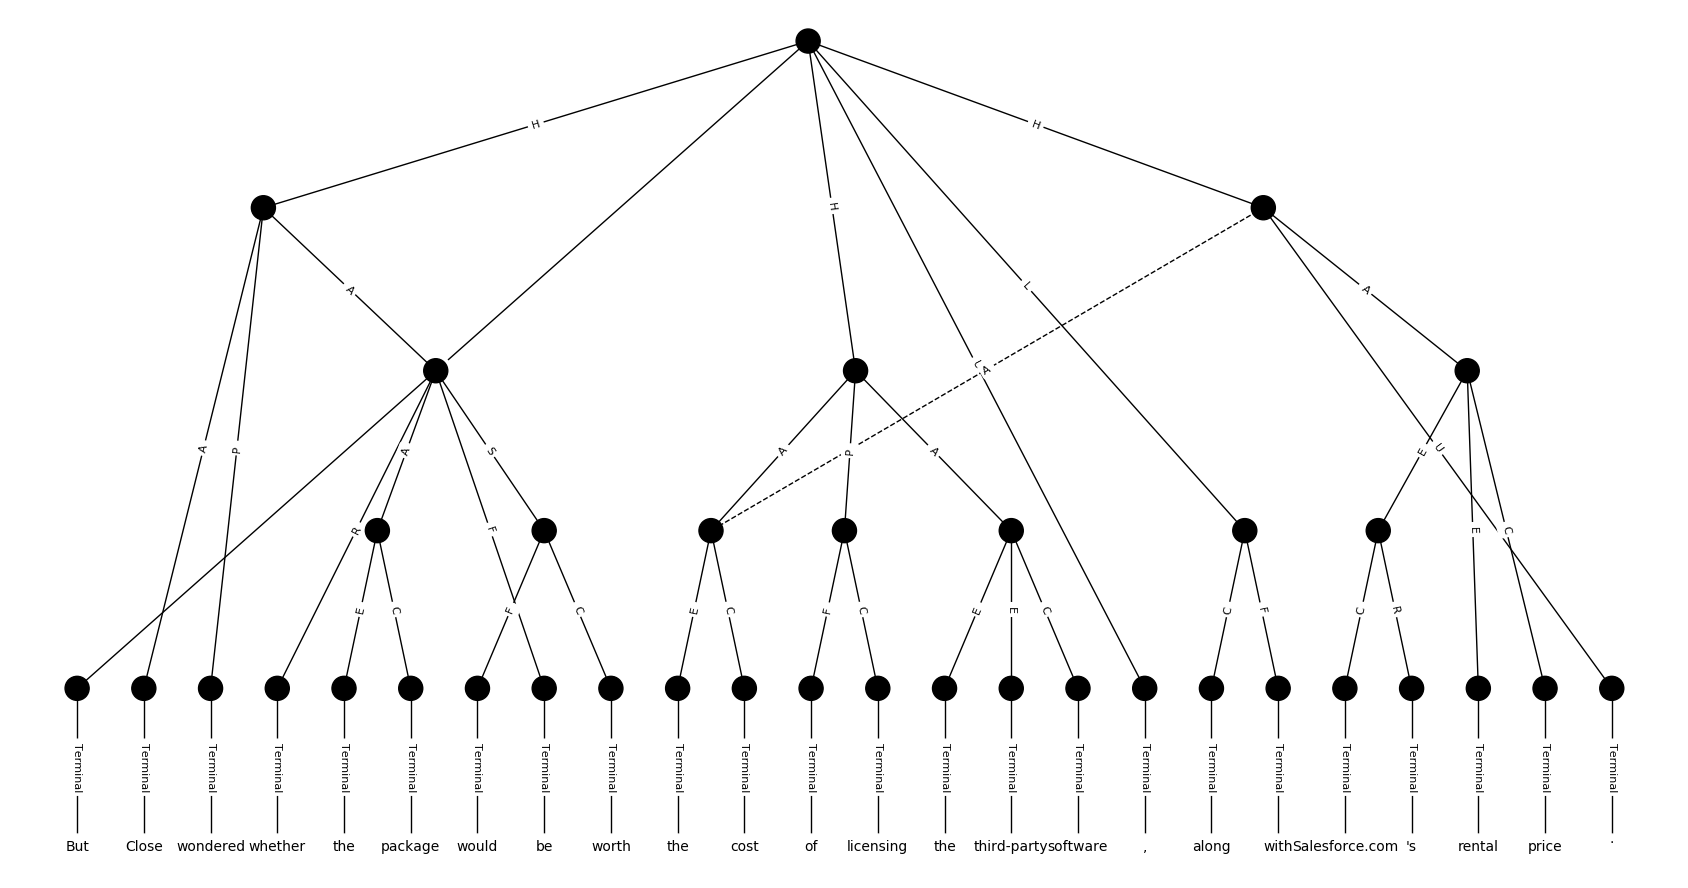 H H
H
L
A A
U A
A P A S A P A E U
R F E C
E C F C E C F C E E C C F C R
Terminal Terminal Terminal Terminal Terminal Terminal Terminal Terminal Terminal Terminal Terminal Terminal Terminal Terminal Terminal Terminal Terminal Terminal Terminal Terminal Terminal Terminal Terminal Terminal
But Close wondered whether the package would be worth the cost of licensing the third-party software , along with Salesforce.com 's rental price .